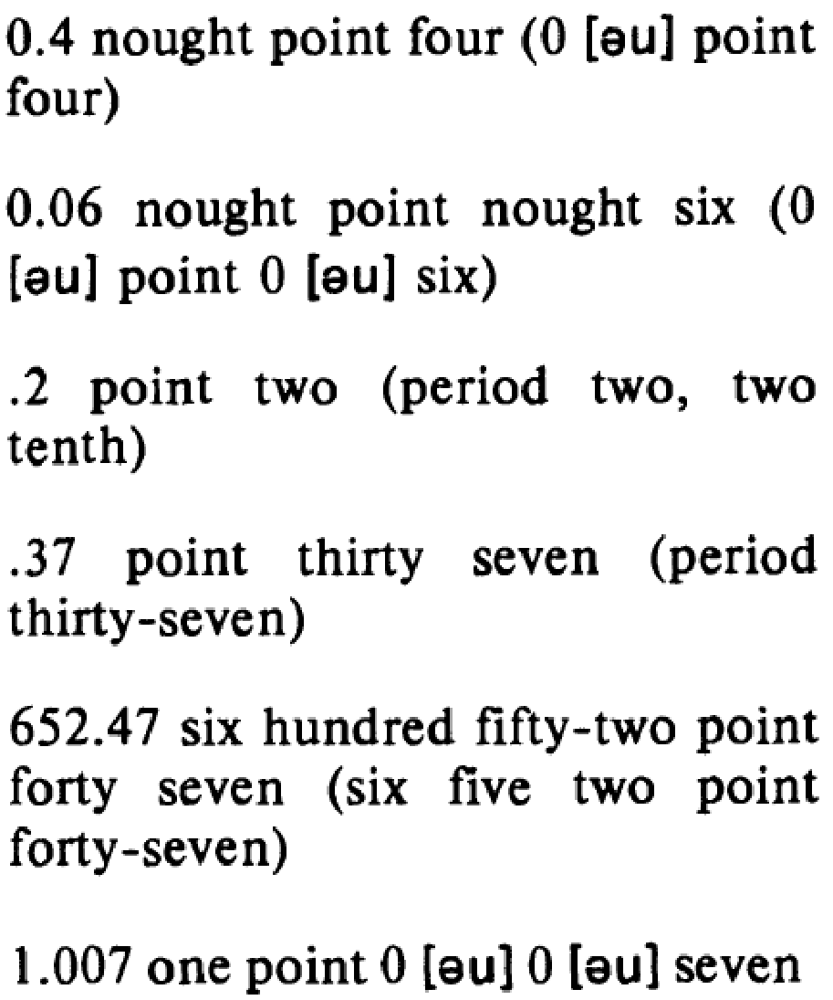 0.4 nought point four (0 [əu] point
four)
0.06 nought point nought six (0
[əu] point 0 [əu] six)
.2 point two (period two, two
tenth)
.37 point thirty seven (period
thirty-seven)
652.47 six hundred fifty-two point
forty seven (six five two point
forty-seven)
1.007 one point 0 [əu] 0 [əu] seven